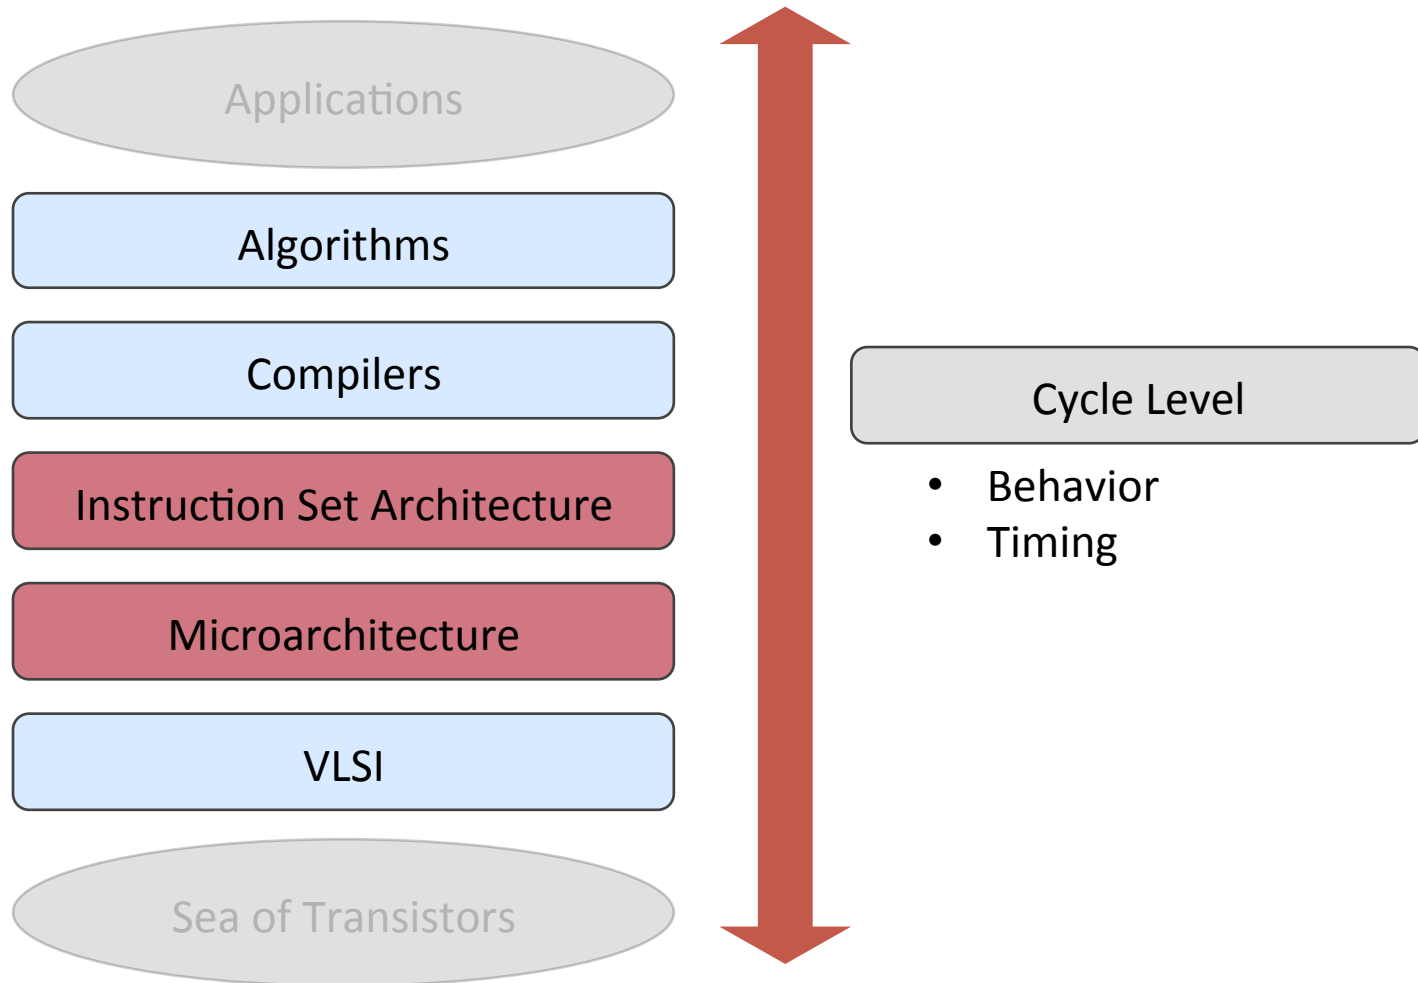 Applications
Algorithms
Compilers
Instruction Set Architecture
Microarchitecture
VLSI
Sea of Transistors
Cycle Level
• Behavior
• Timing